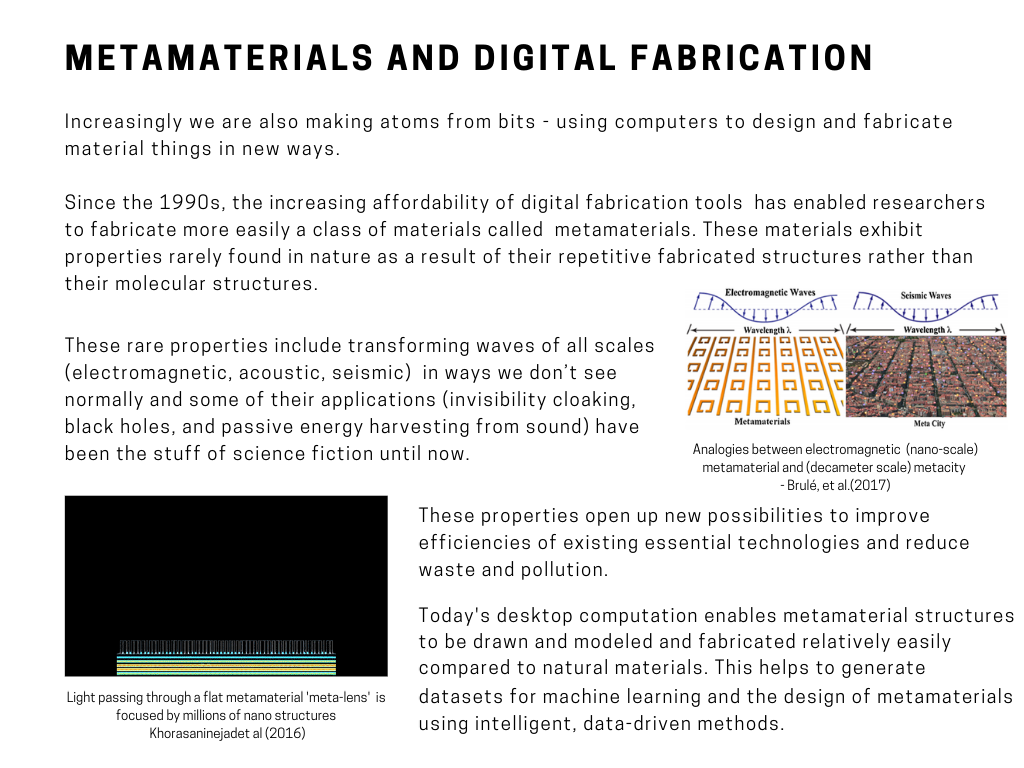 METAMATERIALS AND DIGITAL FABRICATION
Increasingly we are also making atoms from bits - using computers to design and fabricate
material things in new ways.
Since the 1990s, the increasing affordability of digital fabrication tools  has enabled researchers
to fabricate more easily a class of materials called  metamaterials. These materials exhibit
properties rarely found in nature as a result of their repetitive fabricated structures rather than
their molecular structures.
These rare properties include transforming waves of all scales
(electromagnetic, acoustic, seismic)  in ways we don’t see
normally and some of their applications (invisibility cloaking,
black holes, and passive energy harvesting from sound) have
been the stuff of science fiction until now.
Electromagnetic Waves
Seismic Waves
Wavelength λ
Wavelength λ
Metamaterials
Meta City
Analogies between electromagnetic  (nano-scale)
metamaterial and (decameter scale) metacity
- Brulé, et al.(2017)
These properties open up new possibilities to improve
efficiencies of existing essential technologies and reduce
waste and pollution.
Today's desktop computation enables metamaterial structures
to be drawn and modeled and fabricated relatively easily
compared to natural materials. This helps to generate
datasets for machine learning and the design of metamaterials
using intelligent, data-driven methods.
Light passing through a flat metamaterial 'meta-lens'  is
focused by millions of nano structures
Khorasaninejadet al (2016)